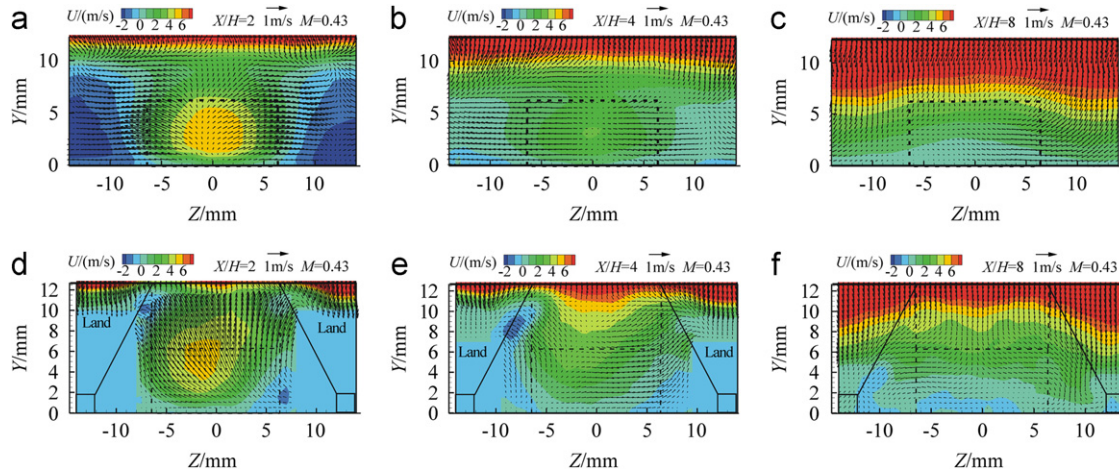 a U/(m/s) -2 0 2 4 6 X/H=2 1m/s M=0.43
10
5
0
Y/mm
-10 -5 0 5 10
Z/mm
b U/(m/s) -2 0 2 4 6 X/H=4 1m/s M=0.43
10
5
0
Y/mm
-10 -5 0 5 10
Z/mm
c U/(m/s) -2 0 2 4 6 X/H=8 1m/s M=0.43
10
5
0
Y/mm
-10 -5 0 5 10
Z/mm
d U/(m/s) -2 0 2 4 6 X/H=2 1m/s M=0.43
12
10
8
6
4
2
0
Y/mm
Land Land
-10 -5 0 5 10
Z/mm
e U/(m/s) -2 0 2 4 6 X/H=4 1m/s M=0.43
12
10
8
6
4
2
0
Y/mm
Land Land
-10 -5 0 5 10
Z/mm
f U/(m/s) -2 0 2 4 6 X/H=8 1m/s M=0.43
12
10
8
6
4
2
0
Y/mm
-10 -5 0 5 10
Z/mm